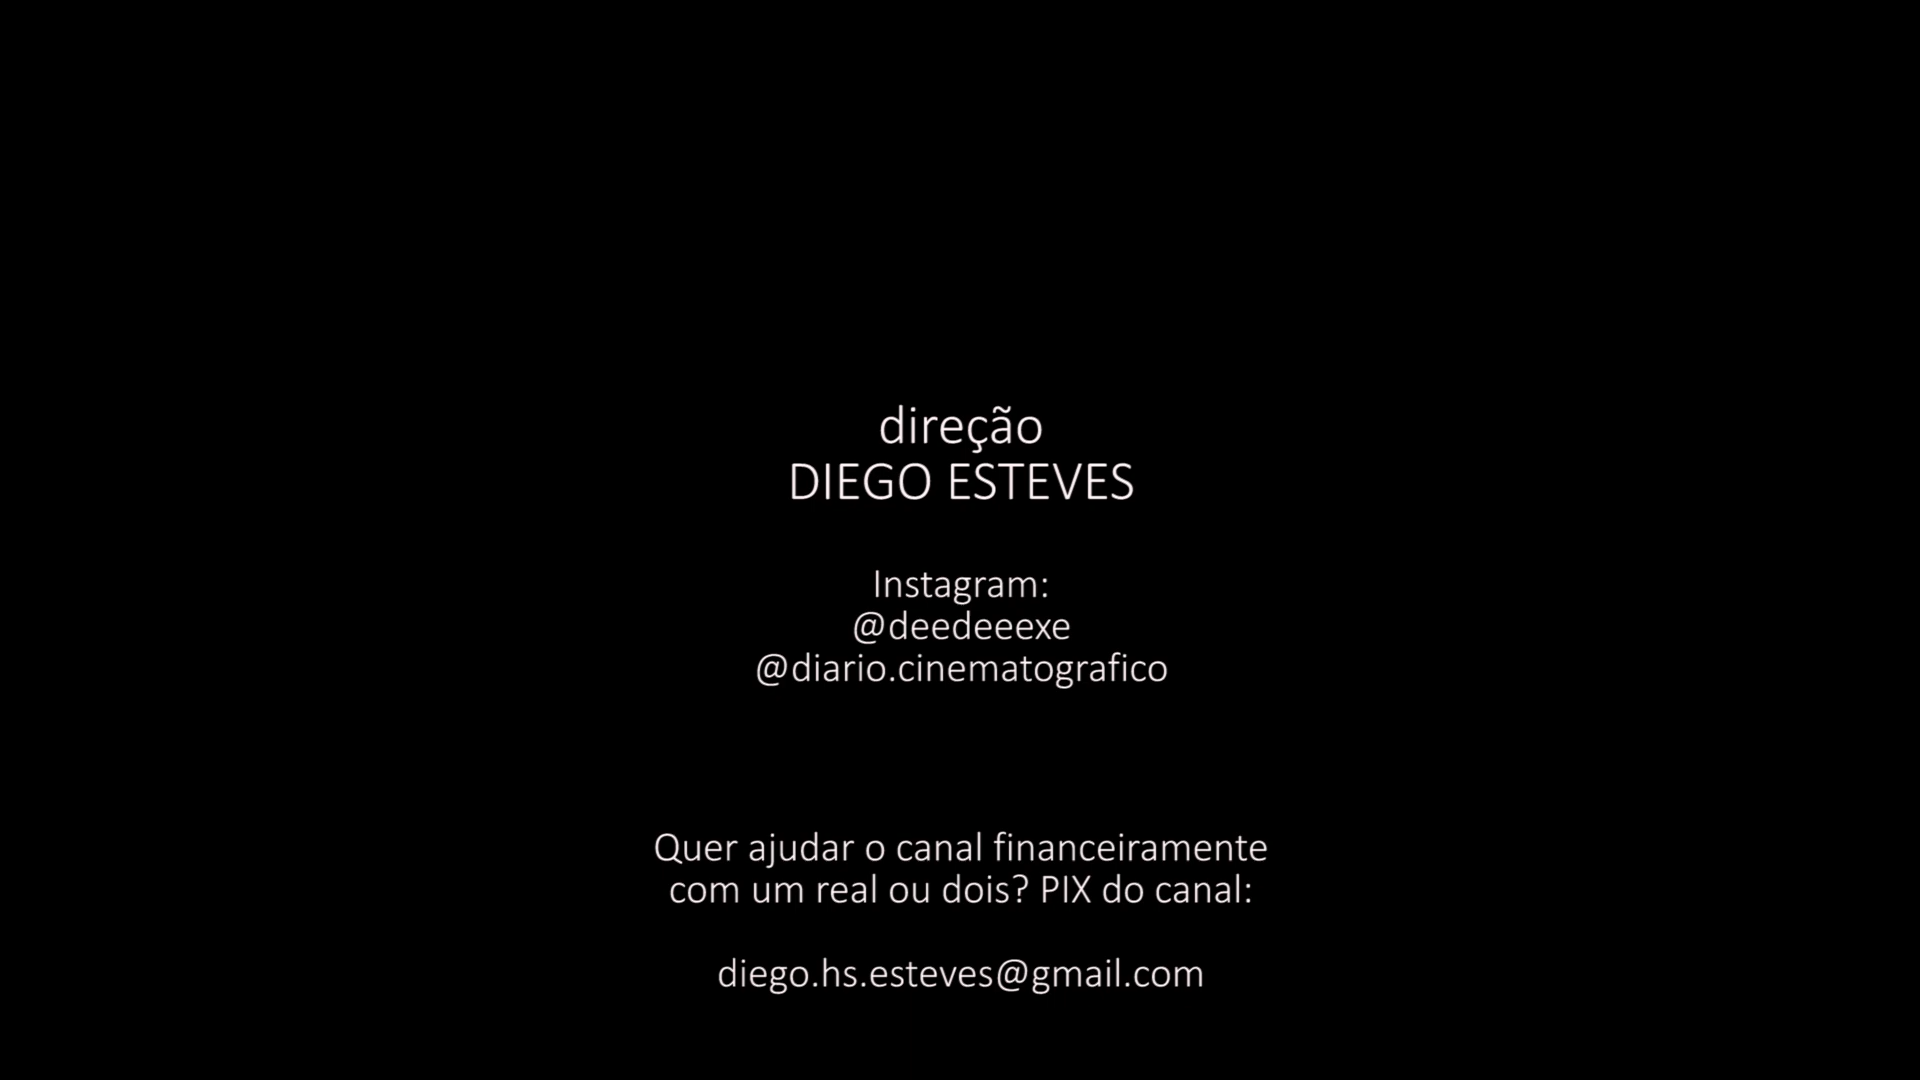 direção
DIEGO ESTEVES
Instagram:
@deedeeexe
@diario.cinematografico
Quer ajudar o canal financeiramente
com um real ou dois? PIX do canal:
diego.hs.esteves@gmail.com